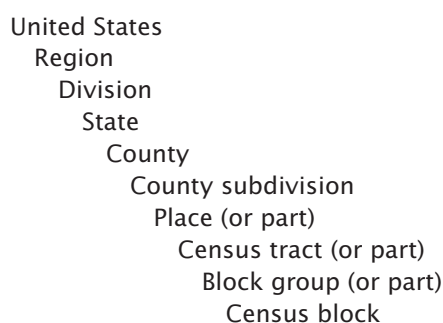 United States
Region
Division
State
County
County subdivision
Place (or part)
Census tract (or part)
Block group (or part)
Census block